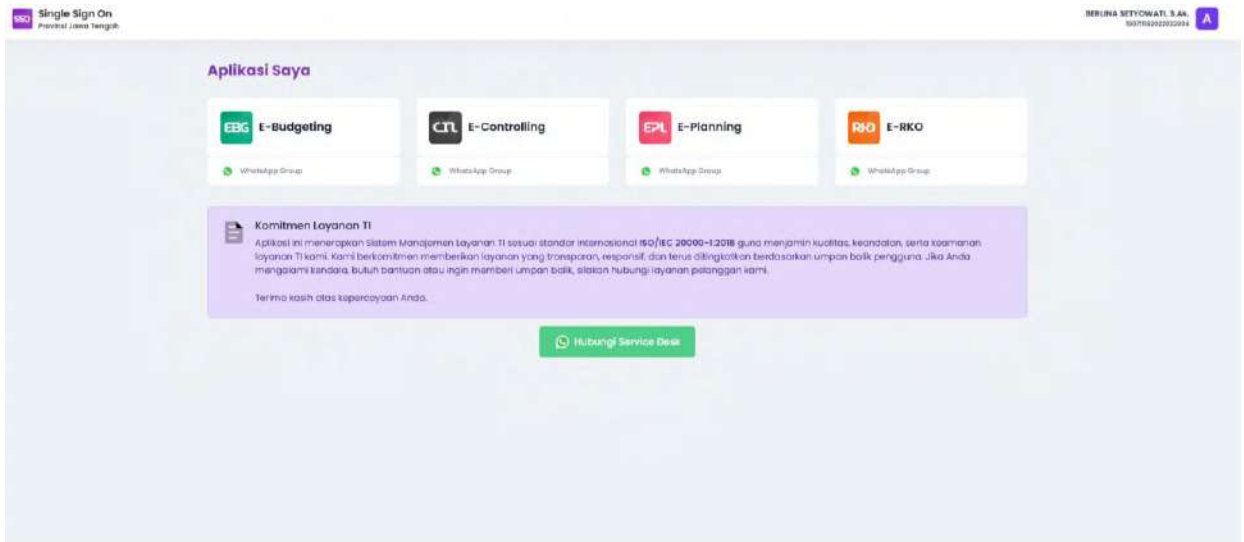 SSO
Single Sign On
Provinsi Jawa Tengah
BERLINA SETYOWATI, S.Ak.
A
Aplikasi Saya
EBG E-Budgeting
CTL E-Controlling
EPL E-Planning
RKO E-RKO
WhatsApp Group
WhatsApp Group
WhatsApp Group
WhatsApp Group
Komitmen Layanan TI
Aplikasi ini menerapkan Sistem Manajemen Layanan TI sesuai standar internasional ISO/IEC 20000-1:2018 guna menjamin kualitas, keandalan, serta keamanan
layanan TI kami. Kami berkomitmen memberikan layanan yang transparan, responsif, dan terus ditingkatkan berdasarkan umpan balik pengguna. Jika Anda
mengalami kendala, butuh bantuan atau ingin memberi umpan balik, silakan hubungi layanan pelanggan kami.
Terima kasih atas kepercayaan Anda.
Hubungi Service Desk